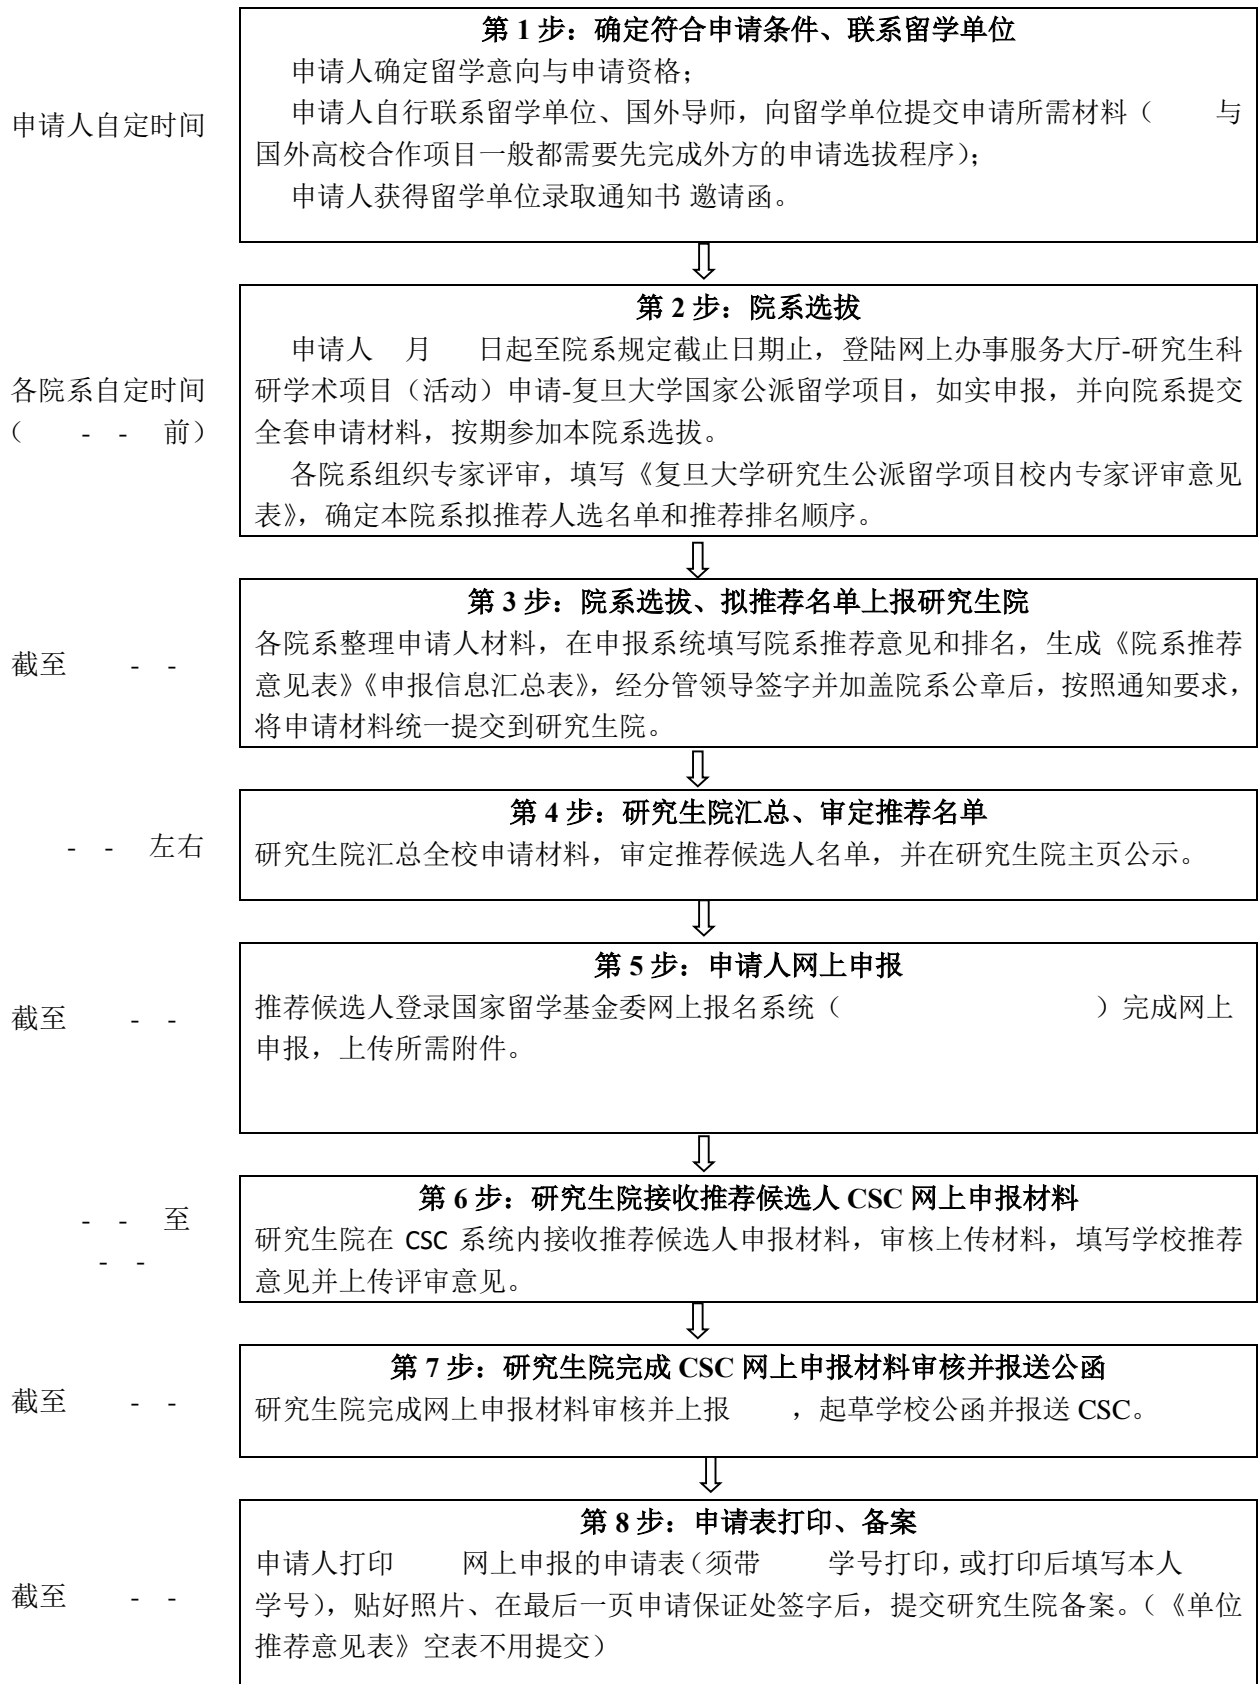 第 1 步：确定符合申请条件、联系留学单位
申请人自定时间
申请人确定留学意向与申请资格；
申请人自行联系留学单位、国外导师，向留学单位提交申请所需材料（ 与
国外高校合作项目一般都需要先完成外方的申请选拔程序）；
申请人获得留学单位录取通知书 邀请函。
第 2 步：院系选拔
各院系自定时间
（ - - 前）
申请人 月 日起至院系规定截止日期止，登陆网上办事服务大厅-研究生科
研学术项目（活动）申请-复旦大学国家公派留学项目，如实申报，并向院系提交
全套申请材料，按期参加本院系选拔。
各院系组织专家评审，填写《复旦大学研究生公派留学项目校内专家评审意见
表》，确定本院系拟推荐人选名单和推荐排名顺序。
第 3 步：院系选拔、拟推荐名单上报研究生院
截至 - -
各院系整理申请人材料，在申报系统填写院系推荐意见和排名，生成《院系推荐
意见表》《申报信息汇总表》，经分管领导签字并加盖院系公章后，按照通知要求，
将申请材料统一提交到研究生院。
第 4 步：研究生院汇总、审定推荐名单
- - 左右
研究生院汇总全校申请材料，审定推荐候选人名单，并在研究生院主页公示。
第 5 步：申请人网上申报
截至 - -
推荐候选人登录国家留学基金委网上报名系统（ ）完成网上
申报，上传所需附件。
第 6 步：研究生院接收推荐候选人 CSC 网上申报材料
- - 至
- -
研究生院在 CSC 系统内接收推荐候选人申报材料，审核上传材料，填写学校推荐
意见并上传评审意见。
第 7 步：研究生院完成 CSC 网上申报材料审核并报送公函
截至 - -
研究生院完成网上申报材料审核并上报 ，起草学校公函并报送 CSC。
第 8 步：申请表打印、备案
截至 - -
申请人打印 网上申报的申请表（须带 学号打印，或打印后填写本人
学号），贴好照片、在最后一页申请保证处签字后，提交研究生院备案。（《单位
推荐意见表》空表不用提交）